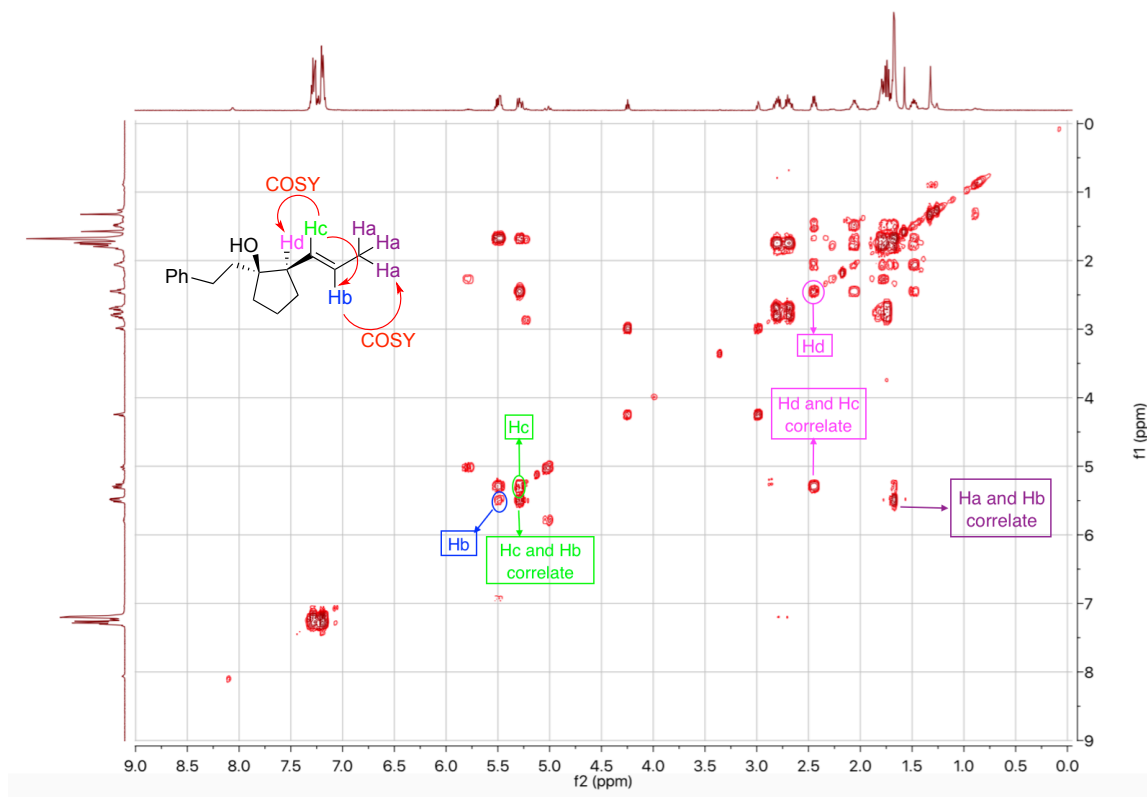 COSY
Hc
Ha
HO
Hd
Ha
Ha
Ph
Hb
COSY
Hd
Hd and Hc
correlate
Hc
Ha and Hb
correlate
Hb
Hc and Hb
correlate
0
1
2
3
4
5
6
7
8
9
f1 (ppm)
9.0 8.5 8.0 7.5 7.0 6.5 6.0 5.5 5.0 4.5 4.0 3.5 3.0 2.5 2.0 1.5 1.0 0.5 0.0
f2 (ppm)